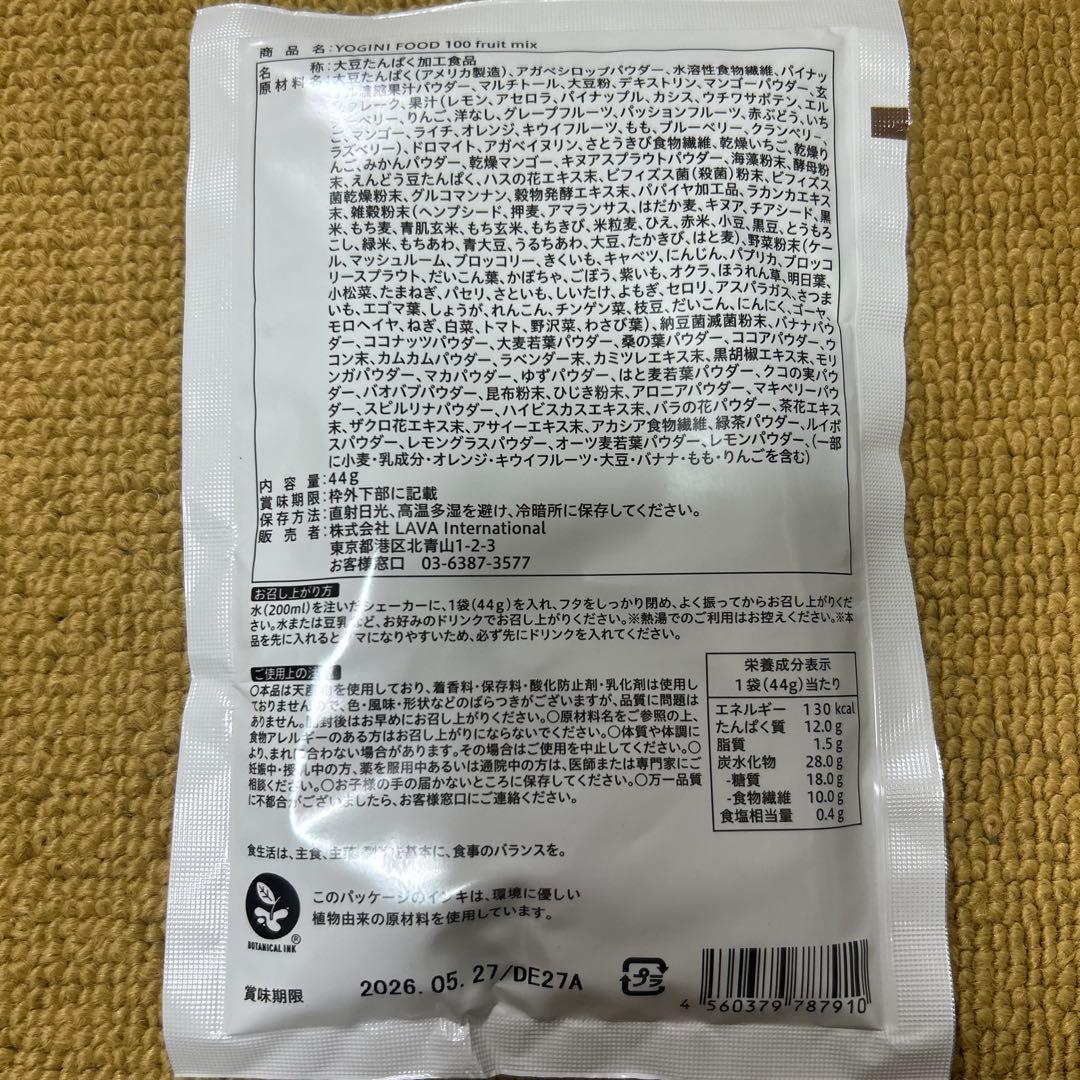 商品名:YOGINI FOOD 100 fruit mix
名称:大豆たんぱく加工食品
原材料名:大豆たんぱく(アメリカ製造)、アガベシロップパウダー、水溶性食物繊維、パイナッ
濃縮果汁パウダー、マルチトール、大豆粉、デキストリン、マンゴーパウダー、玄
フレーク、果汁(レモン、アセロラ、パイナップル、カシス、ウチワサボテン、エル
ベリー、りんご、洋なし、グレープフルーツ、パッションフルーツ、赤ぶどう、いち
ご、マンゴー、ライチ、オレンジ、キウイフルーツ、もも、ブルーベリー、クランベリー、
ラズベリー)、ドロマイト、アガベイヌリン、さとうきび食物繊維、乾燥いちご、乾燥り
んご、みかんパウダー、乾燥マンゴー、キヌアスプラウトパウダー、海藻粉末、酵母粉
末、えんどう豆たんぱく、ハスの花エキス末、ビフィズス菌(殺菌)粉末、ビフィズス
菌乾燥粉末、グルコマンナン、穀物発酵エキス末、パパイヤ加工品、ラカンカエキス
末、雑穀粉末(ヘンプシード、押麦、アマランサス、はだか麦、キヌア、チアシード、黒
米、もち麦、青肌玄米、もち玄米、もちきび、米粒麦、ひえ、赤米、小豆、黒豆、とうもろ
こし、緑米、もちあわ、青大豆、うるちあわ、大豆、たかきび、はと麦)、野菜粉末(ケー
ル、マッシュルーム、ブロッコリー、きくいも、キャベツ、にんじん、パプリカ、ブロッコ
リースプラウト、だいこん葉、かぼちゃ、ごぼう、紫いも、オクラ、ほうれん草、明日葉、
小松菜、たまねぎ、パセリ、さといも、しいたけ、よもぎ、セロリ、アスパラガス、さつま
いも、エゴマ葉、しょうが、れんこん、チンゲン菜、枝豆、だいこん、にんにく、ゴーヤ、
モロヘイヤ、ねぎ、白菜、トマト、野沢菜、わさび葉)、納豆菌滅菌粉末、バナナパウ
ダー、ココナッツパウダー、大麦若葉パウダー、桑の葉パウダー、ココアパウダー、ウ
コン末、カムカムパウダー、ラベンダー末、カミツレエキス末、黒胡椒エキス末、モリ
ンガパウダー、マカパウダー、ゆずパウダー、はと麦若葉パウダー、クコの実パウ
ダー、バオバブパウダー、昆布粉末、ひじき粉末、アロニアパウダー、マキベリーパウ
ダー、スピルリナパウダー、ハイビスカスエキス末、バラの花パウダー、茶花エキス
末、ザクロ花エキス末、アサイーエキス末、アカシア食物繊維、緑茶パウダー、ルイボ
スパウダー、レモングラスパウダー、オーツ麦若葉パウダー、レモンパウダー、(一部
に小麦・乳成分・オレンジ・キウイフルーツ・大豆・バナナ・もも・りんごを含む)
内容量:44g
賞味期限:枠外下部に記載
保存方法:直射日光、高温多湿を避け、冷暗所に保存してください。
販売者:株式会社 LAVA International
東京都港区北青山1-2-3
お客様窓口 03-6387-3577
お召し上がり方
水(200ml)を注いだシェーカーに、1袋(44g)を入れ、フタをしっかり閉め、よく振ってからお召し上がりくだ
さい。水または豆乳など、お好みのドリンクでお召し上がりください。※熱湯でのご利用はお控えください。※本
品を先に入れると マになりやすいため、必ず先にドリンクを入れてください。
ご使用上の注
〇本品は天産物を使用しており、着香料・保存料・酸化防止剤・乳化剤は使用し
ておりませんので、色・風味・形状などのばらつきがございますが、品質に問題は
ありません。開封後はお早めにお召し上がりください。〇原材料名をご参照の上、
食物アレルギーのある方はお召し上がりにならないでください。〇体質や体調に
より、まれに合わない場合があります。その場合はご使用を中止してください。〇
妊娠中・授乳中の方、薬を服用中あるいは通院中の方は、医師または専門家にご
相談ください。〇お子様の手の届かないところに保存してください。〇万一品質
に不都合がございましたら、お客様窓口にご連絡ください。
栄養成分表示
1袋(44g)当たり
エネルギー 130 kcal
たんぱく質 12.0 g
脂質 1.5 g
炭水化物 28.0 g
-糖質 18.0 g
-食物繊維 10.0 g
食塩相当量 0.4 g
食生活は、主食、主菜、副菜を基本に、食事のバランスを。
BOTANICAL INK ®
このパッケージのインキは、環境に優しい
植物由来の原材料を使用しています。
賞味期限 2026. 05. 27/DE27A
プラ
4 560379 787910